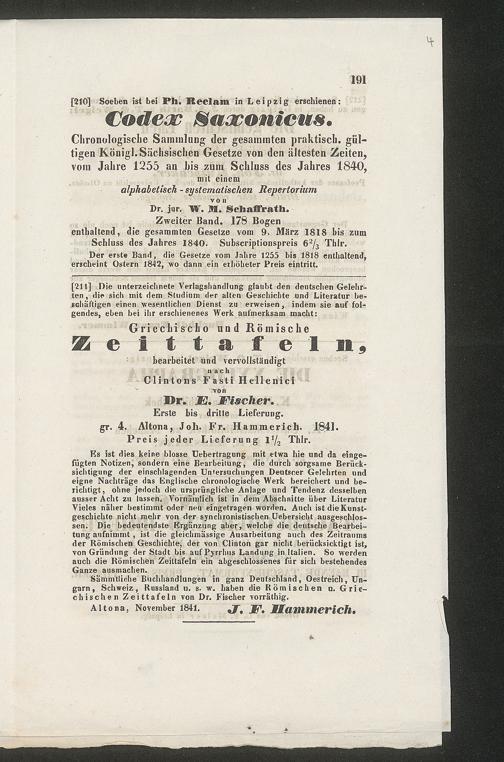 4
191
[210] Soeben ist bei Ph. Reclam in Leipzig erschienen:
Codex Saxonicus.
Chronologische Sammlung der gesammten praktisch. gül-
tigen Königl. Sächsischen Gesetze von den ältesten Zeiten,
vom Jahre 1255 an bis zum Schluss des Jahres 1840,
mit einem
alphabetisch-systematischen Repertorium
von
Dr. jur. W. M. Schaffrath.
Zweiter Band. 178 Bogen
enthaltend, die gesammten Gesetze vom 9. März 1818 bis zum
Schluss des Jahres 1840. Subscriptionspreis 6 2/3 Thlr.
Der erste Band, die Gesetze vom Jahre 1255 bis 1818 enthaltend,
erscheint Ostern 1842, wo dann ein erhöheter Preis eintritt.
[211] Die unterzeichnete Verlagshandlung glaubt den deutschen Gelehr-
ten, die sich mit dem Studium der alten Geschichte und Literatur be-
schäftigen einen wesentlichen Dienst zu erweisen, indem sie auf fol-
gendes, eben bei ihr erschienenes Werk aufmerksam macht:
Griechische und Römische
Zeittafeln,
bearbeitet und vervollständigt
nach
Clintons Fasti Hellenici
von
Dr. E. Fischer.
Erste bis dritte Lieferung.
gr. 4. Altona, Joh. Fr. Hammerich. 1841.
Preis jeder Lieferung 1 1/2 Thlr.
Es ist dies keine blosse Uebertragung mit etwa hie und da einge-
fügten Notizen, sondern eine Bearbeitung, die durch sorgsame Berück-
sichtigung der einschlagenden Untersuchungen Deutscer Gelehrten und
eigne Nachträge das Englische chronologische Werk bereichert und be-
richtigt, ohne jedoch die ursprüngliche Anlage und Tendenz desselben
ausser Acht zu lassen. Vornämlich ist in dem Abschnitte über Literatur
Vieles näher bestimmt oder neu eingetragen worden. Auch ist die Kunst-
geschichte nicht mehr von der synchronistischen Uebersicht ausgeschlos-
sen. Die bedeutendste Ergänzung aber, welche die deutsche Bearbei-
tung aufnimmt, ist die gleichmässige Ausarbeitung auch des Zeitraums
der Römischen Geschichte, der von Clinton gar nicht berücksichtigt ist,
von Gründung der Stadt bis auf Pyrrhus Landung in Italien. So werden
auch die Römischen Zeittafeln ein abgeschlossenes für sich bestehendes
Ganze ausmachen.
Sämmtliche Buchhandlungen in ganz Deutschland, Oestreich, Un-
garn, Schweiz, Russland u. s. w. haben die Römischen u. Grie-
chischen Zeittafeln von Dr. Fischer vorräthig.
Altona, November 1841. J. F. Hammerich.